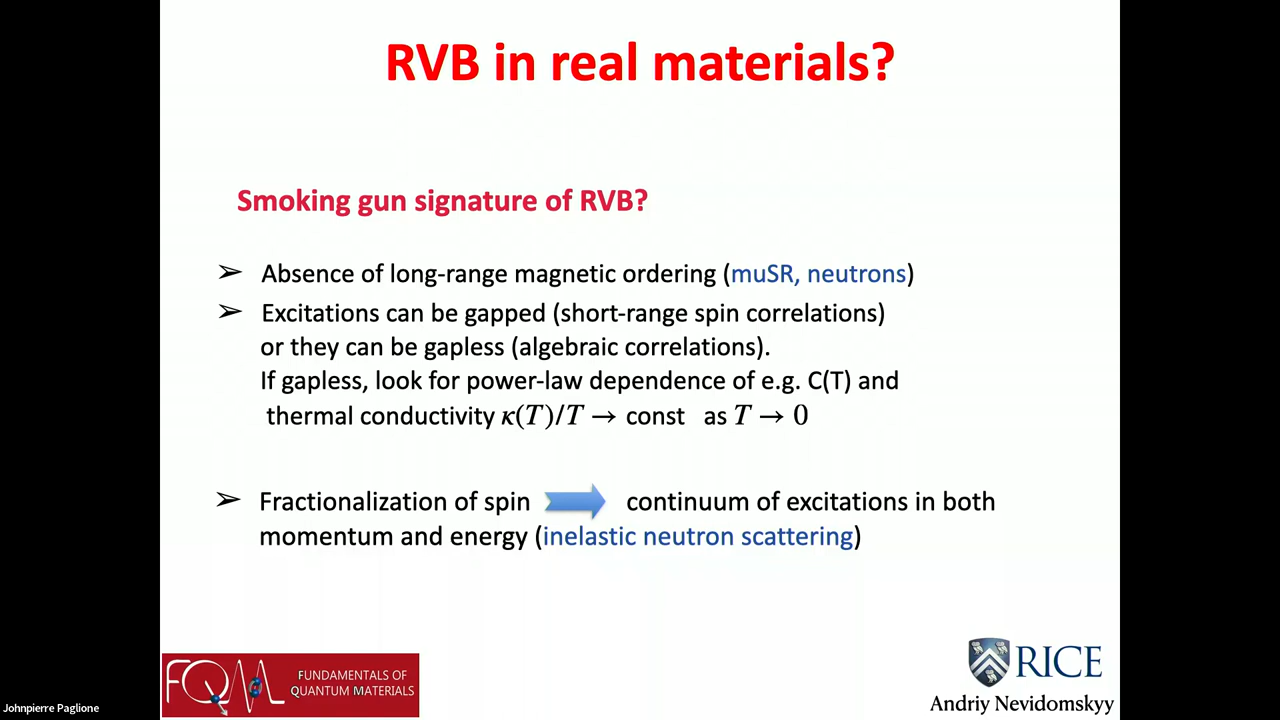 RVB in real materials?
Smoking gun signature of RVB?
➢ Absence of long-range magnetic ordering (muSR, neutrons)
➢ Excitations can be gapped (short-range spin correlations)
or they can be gapless (algebraic correlations).
If gapless, look for power-law dependence of e.g. C(T) and
thermal conductivity κ(T)/T → const as T → 0
➢ Fractionalization of spin continuum of excitations in both
momentum and energy (inelastic neutron scattering)
FQM
FUNDAMENTALS OF
QUANTUM MATERIALS
RICE
Andriy Nevidomskyy
Johnpierre Paglione